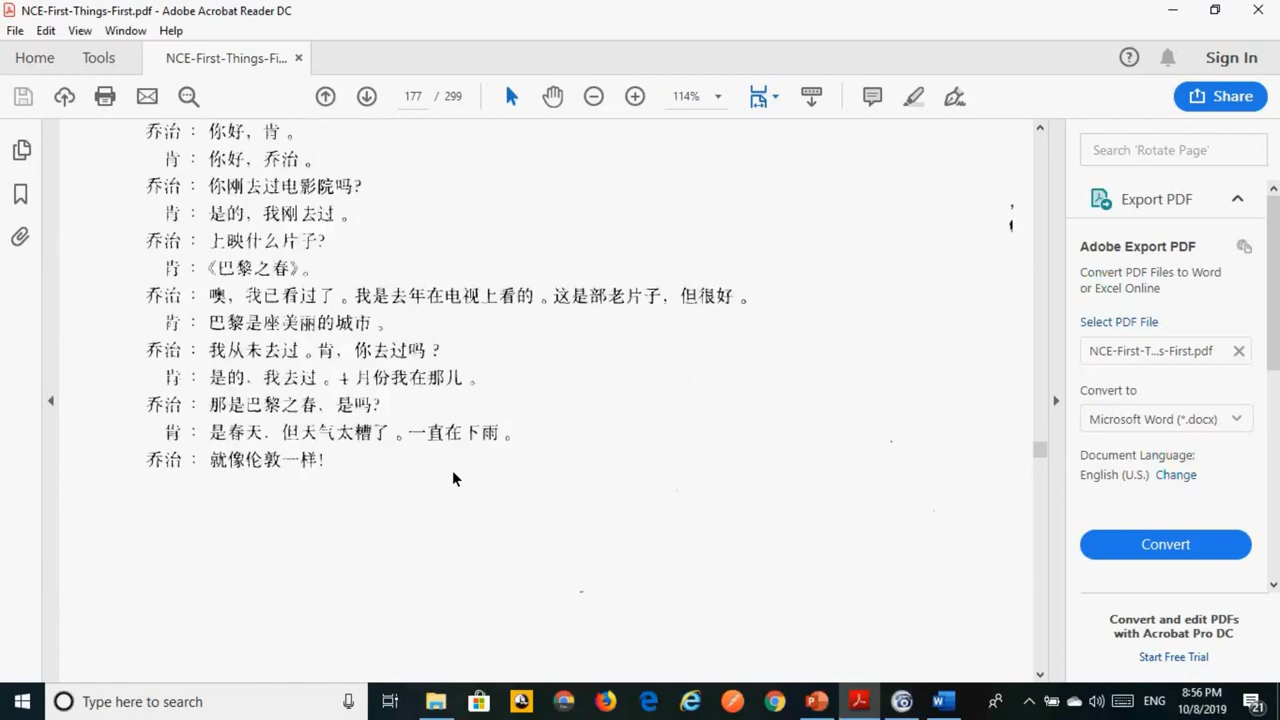 NCE-First-Things-First.pdf - Adobe Acrobat Reader DC
File Edit View Window Help
Home Tools NCE-First-Things-Fi... × Sign In
177 / 299 114% Share
乔治：你好，肯。
肯：你好，乔治。
乔治：你刚去过电影院吗?
肯：是的，我刚去过。
乔治：上映什么片子?
肯：《巴黎之春》。
乔治：噢，我已看过了。我是去年在电视上看的。这是部老片子，但很好。
肯：巴黎是座美丽的城市。
乔治：我从未去过。肯，你去过吗？
肯：是的，我去过。4 月份我在那儿。
乔治：那是巴黎之春，是吗?
肯：是春天，但天气太糟了。一直在下雨。
乔治：就像伦敦一样!
Search 'Rotate Page'
Export PDF
Adobe Export PDF
Convert PDF Files to Word
or Excel Online
Select PDF File
NCE-First-T...s-First.pdf
Convert to
Microsoft Word (*.docx)
Document Language:
English (U.S.) Change
Convert
Convert and edit PDFs
with Acrobat Pro DC
Start Free Trial
Type here to search
ENG
8:56 PM
10/8/2019
21